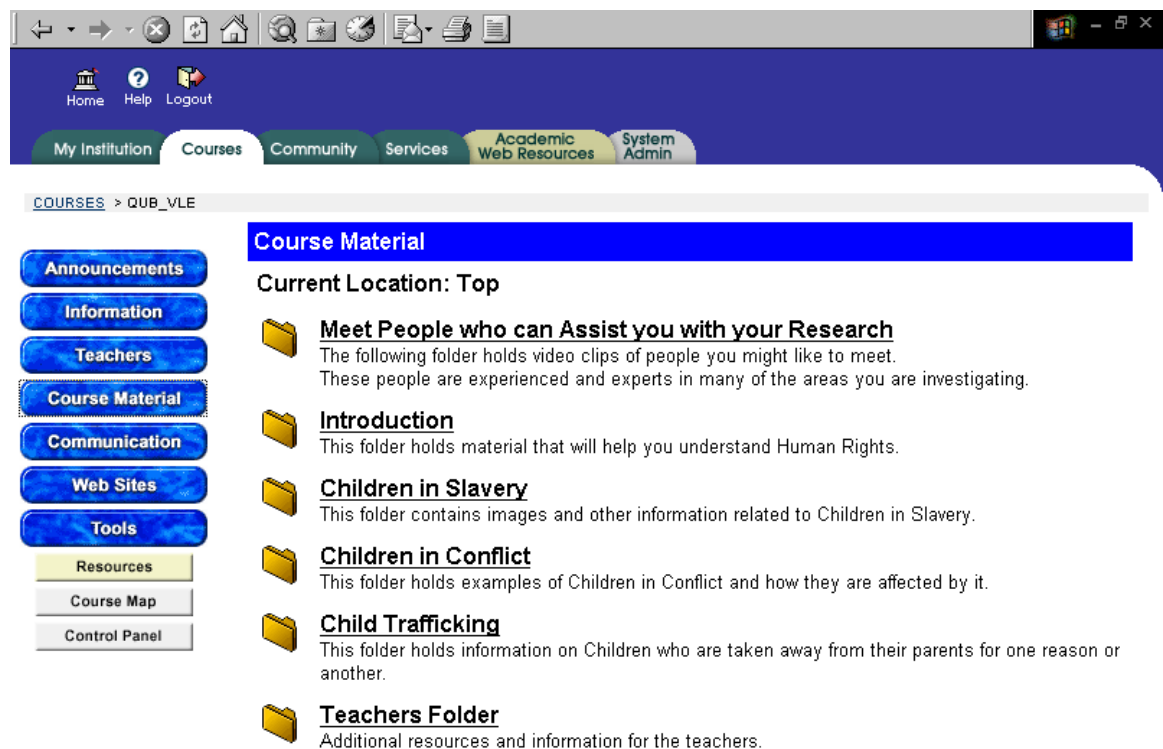 Home Help Logout
My Institution Courses Community Services Academic Web Resources System Admin
COURSES > QUB_VLE
Announcements
Information
Teachers
Course Material
Communication
Web Sites
Tools
Resources
Course Map
Control Panel
Course Material
Current Location: Top
Meet People who can Assist you with your Research
The following folder holds video clips of people you might like to meet.
These people are experienced and experts in many of the areas you are investigating.
Introduction
This folder holds material that will help you understand Human Rights.
Children in Slavery
This folder contains images and other information related to Children in Slavery.
Children in Conflict
This folder holds examples of Children in Conflict and how they are affected by it.
Child Trafficking
This folder holds information on Children who are taken away from their parents for one reason or
another.
Teachers Folder
Additional resources and information for the teachers.